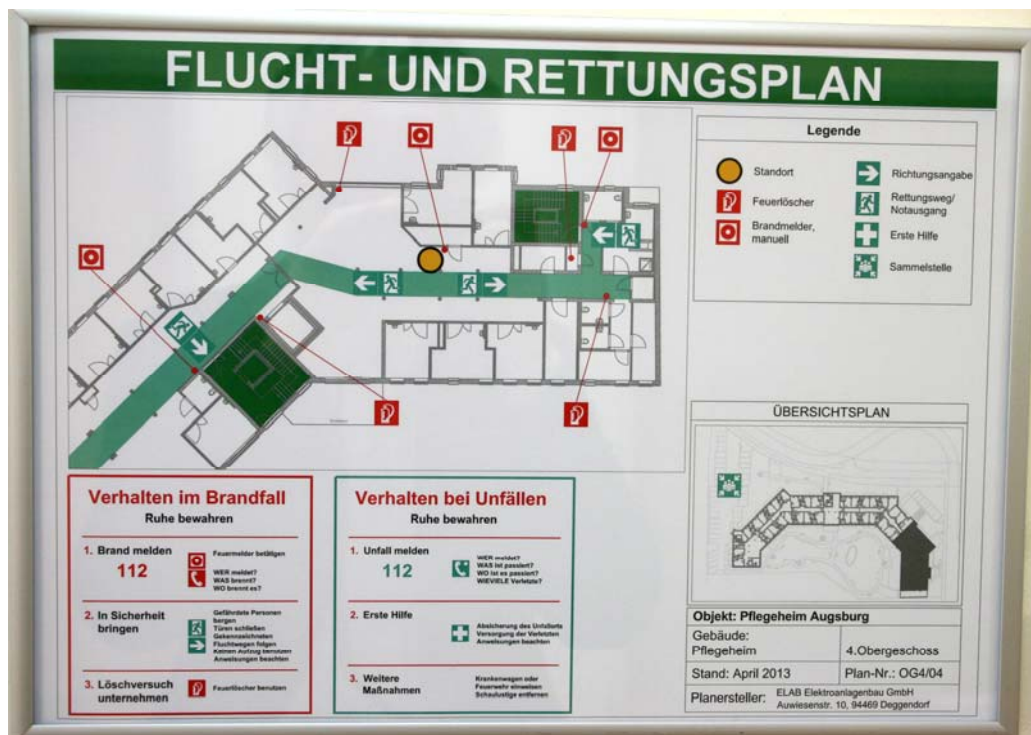 FLUCHT- UND RETTUNGSPLAN
Legende
Standort
Feuerlöscher
Brandmelder,
manuell
Richtungsangabe
Rettungsweg/
Notausgang
Erste Hilfe
Sammelstelle
ÜBERSICHTSPLAN
Verhalten im Brandfall
Ruhe bewahren
1. Brand melden
112
Feuermelder betätigen
WER meldet?
WAS brennt?
WO brennt es?
2. In Sicherheit
bringen
Gefährdete Personen
bergen
Türen schließen
Gekennzeichneten
Fluchtwegen folgen
Keinen Aufzug benutzen
Anweisungen beachten
3. Löschversuch
unternehmen
Feuerlöscher benutzen
Verhalten bei Unfällen
Ruhe bewahren
1. Unfall melden
112
WER meldet?
WAS ist passiert?
WO ist es passiert?
WIEVIELE Verletzte?
2. Erste Hilfe
Absicherung des Unfallorts
Versorgung der Verletzten
Anweisungen beachten
3. Weitere
Maßnahmen
Krankenwagen oder
Feuerwehr einweisen
Schaulustige entfernen
Objekt: Pflegeheim Augsburg
Gebäude:
Pflegeheim
4.Obergeschoss
Stand: April 2013
Plan-Nr.: OG4/04
Planersteller: ELAB Elektroanlagenbau GmbH
Auwiesenstr. 10, 94469 Deggendorf